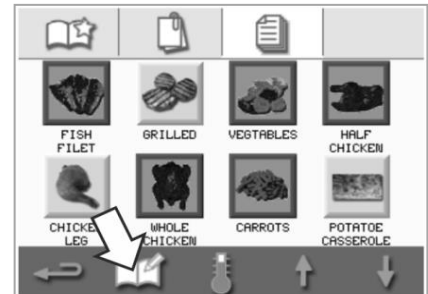 FISH
FILET
GRILLED
VEGTABLES
HALF
CHICKEN
CHICKE
LEG
WHOLE
CHICKEN
CARROTS
POTATOE
CASSEROLE